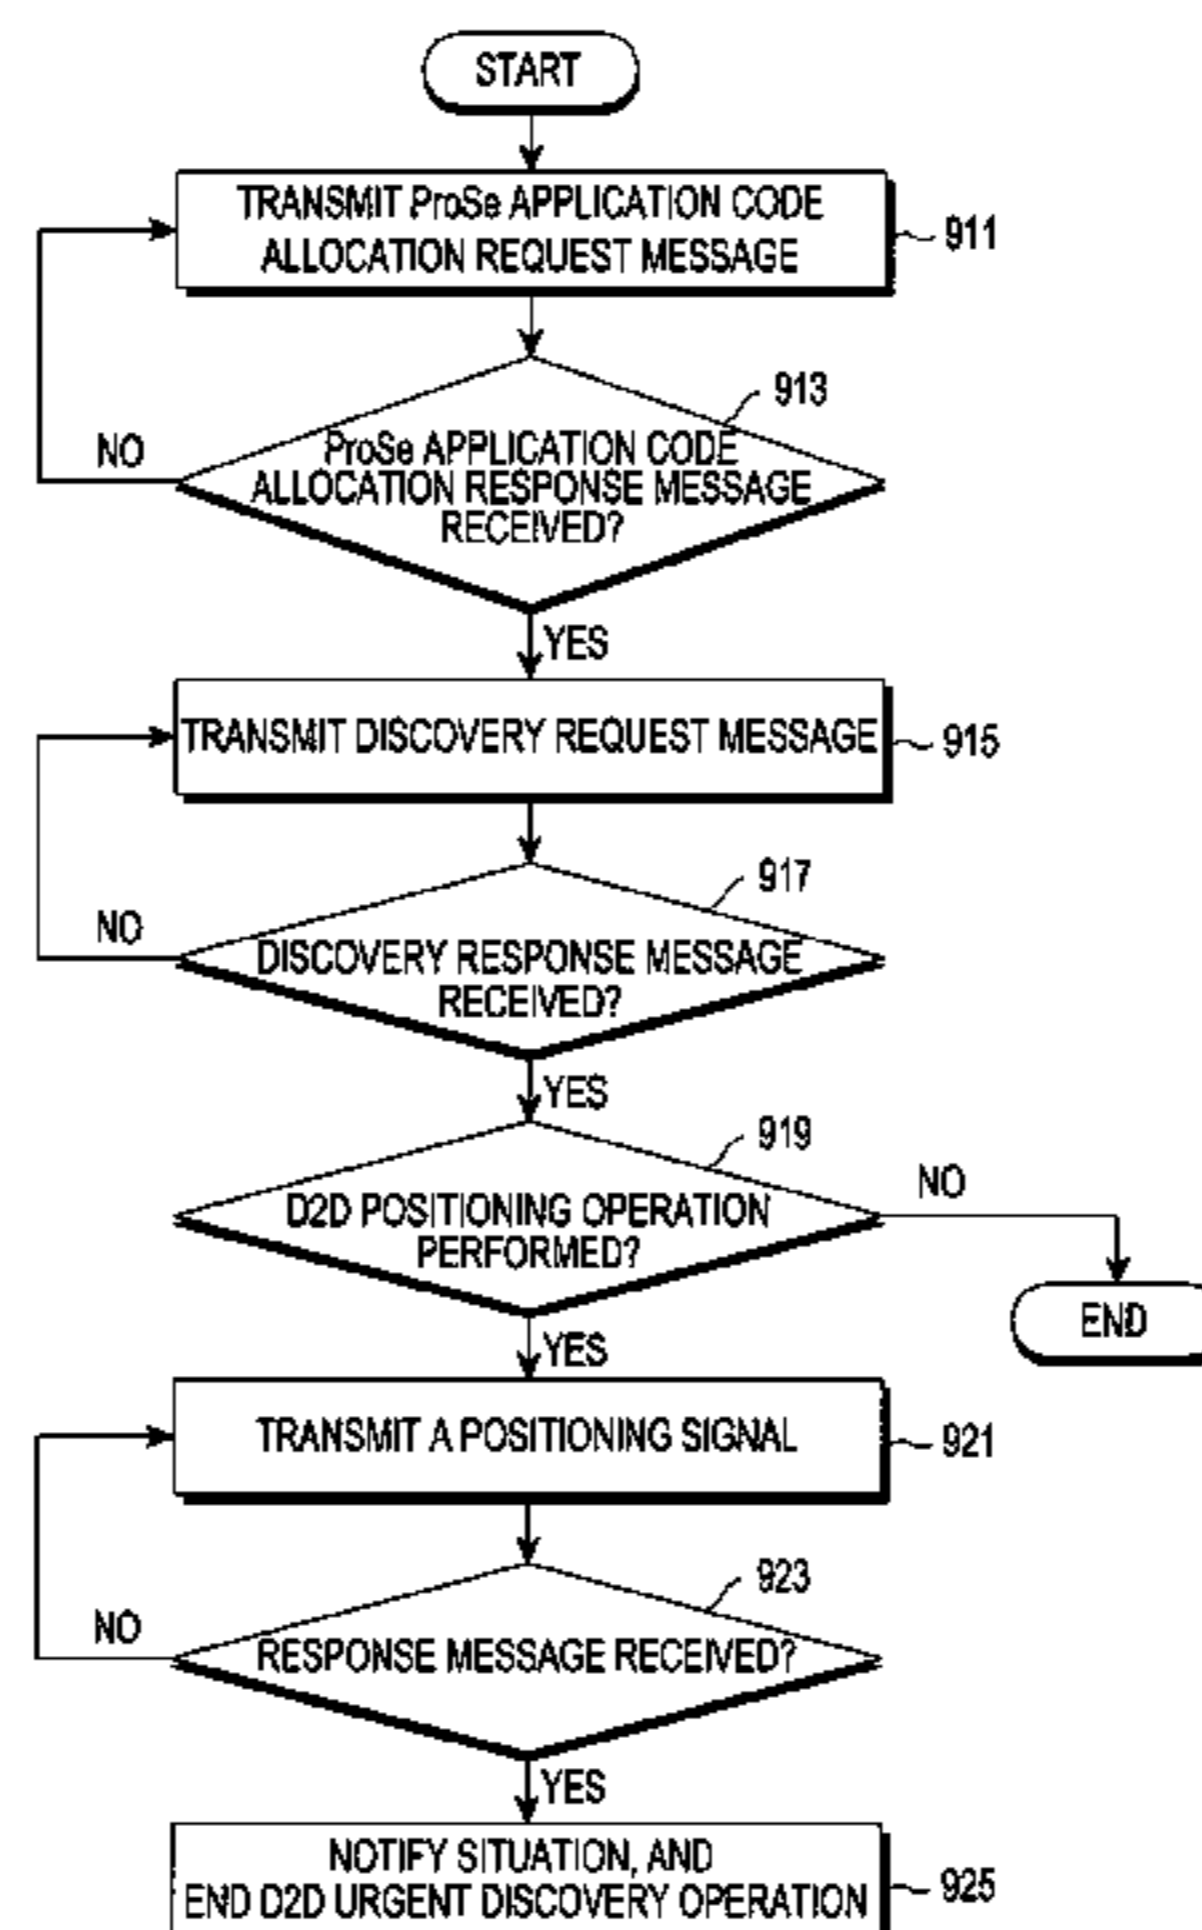 START
TRANSMIT ProSe APPLICATION CODE
ALLOCATION REQUEST MESSAGE
911
913
ProSe APPLICATION CODE
ALLOCATION RESPONSE MESSAGE
RECEIVED?
NO
YES
TRANSMIT DISCOVERY REQUEST MESSAGE
915
917
DISCOVERY RESPONSE MESSAGE
RECEIVED?
NO
YES
919
D2D POSITIONING OPERATION
PERFORMED?
NO
END
YES
TRANSMIT A POSITIONING SIGNAL
921
923
RESPONSE MESSAGE RECEIVED?
NO
YES
NOTIFY SITUATION, AND
END D2D URGENT DISCOVERY OPERATION
925